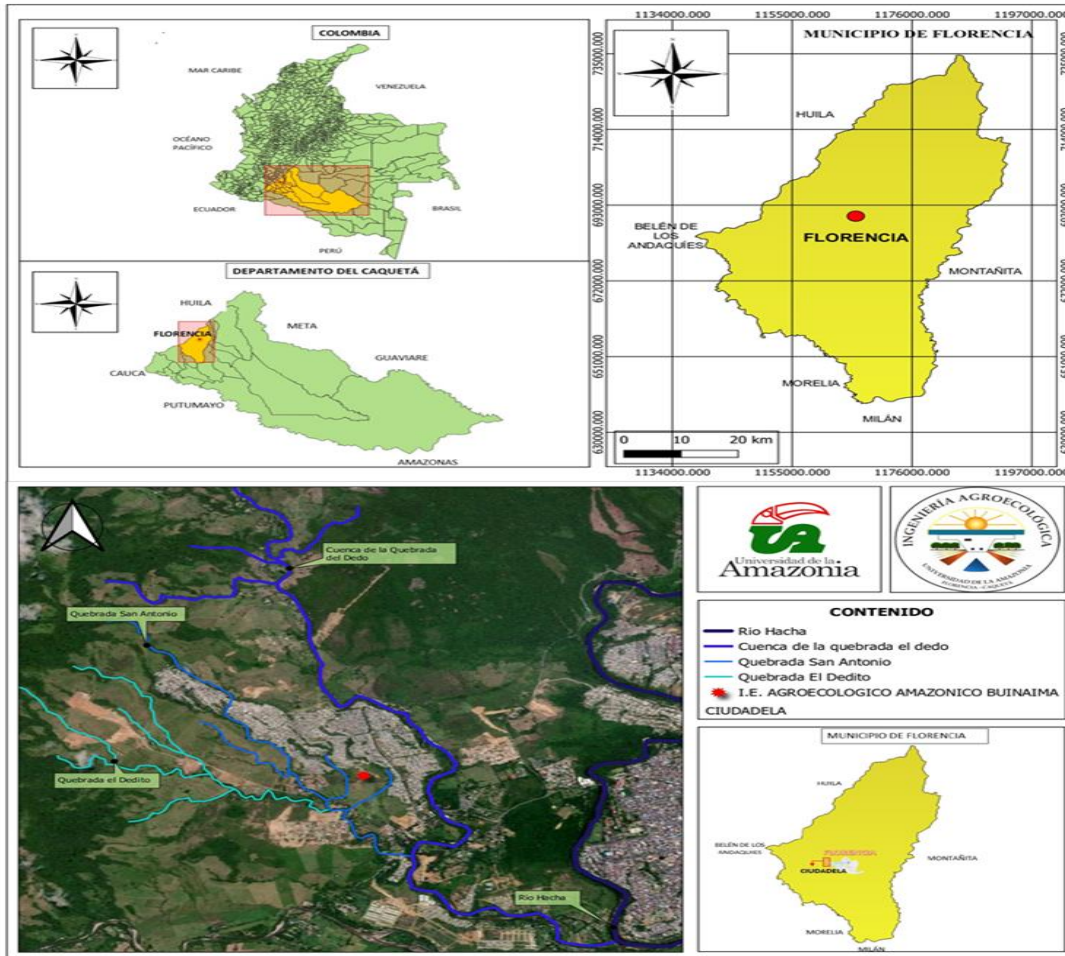 COLOMBIA
MAR CARIBE
VENEZUELA
OCÉANO
PACÍFICO
ECUADOR
BRASIL
PERÚ
DEPARTAMENTO DEL CAQUETÁ
HUILA
META
FLORENCIA
GUAVIARE
CAUCA
PUTUMAYO
AMAZONAS
1134000.000 1155000.000 1176000.000 1197000.000
MUNICIPIO DE FLORENCIA
735000.000
714000.000
693000.000
672000.000
651000.000
630000.000
HUILA
BELÉN DE
LOS
ANDAQUÍES
FLORENCIA
MONTAÑITA
MORELIA
MILÁN
0 10 20 km
1134000.000 1155000.000 1176000.000 1197000.000
Cuenca de la Quebrada
del Dedo
Quebrada San Antonio
Quebrada el Dedito
Rio Hacha
UA
Universidad de la
Amazonia
INGENIERÍA AGROECOLÓGICA
UNIVERSIDAD DE LA AMAZONIA
FLORENCIA - CAQUETÁ
CONTENIDO
Rio Hacha
Cuenca de la quebrada el dedo
Quebrada San Antonio
Quebrada El Dedito
I.E. AGROECOLOGICO AMAZONICO BUINAIMA
CIUDADELA
MUNICIPIO DE FLORENCIA
HUILA
BELÉN DE LOS
ANDAQUIES
FLORENCIA
CIUDADELA
MONTAÑITA
MORELIA
MILÁN